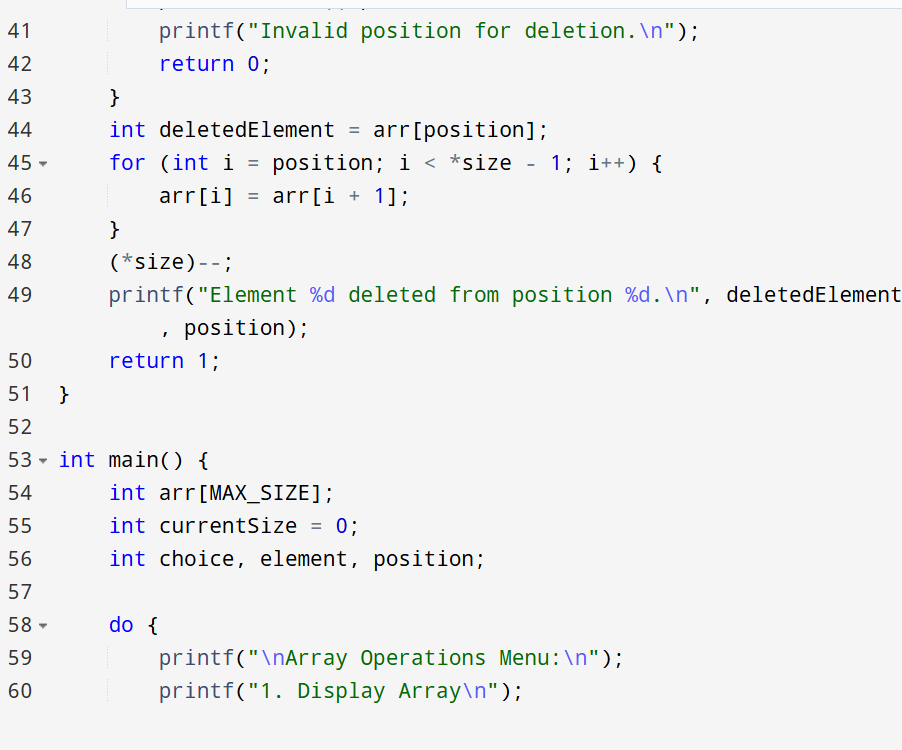 41 printf("Invalid position for deletion.\n");
42 return 0;
43 }
44 int deletedElement = arr[position];
45 for (int i = position; i < *size - 1; i++) {
46 arr[i] = arr[i + 1];
47 }
48 (*size)--;
49 printf("Element %d deleted from position %d.\n", deletedElement
, position);
50 return 1;
51 }
52
53 int main() {
54 int arr[MAX_SIZE];
55 int currentSize = 0;
56 int choice, element, position;
57
58 do {
59 printf("\nArray Operations Menu:\n");
60 printf("1. Display Array\n");